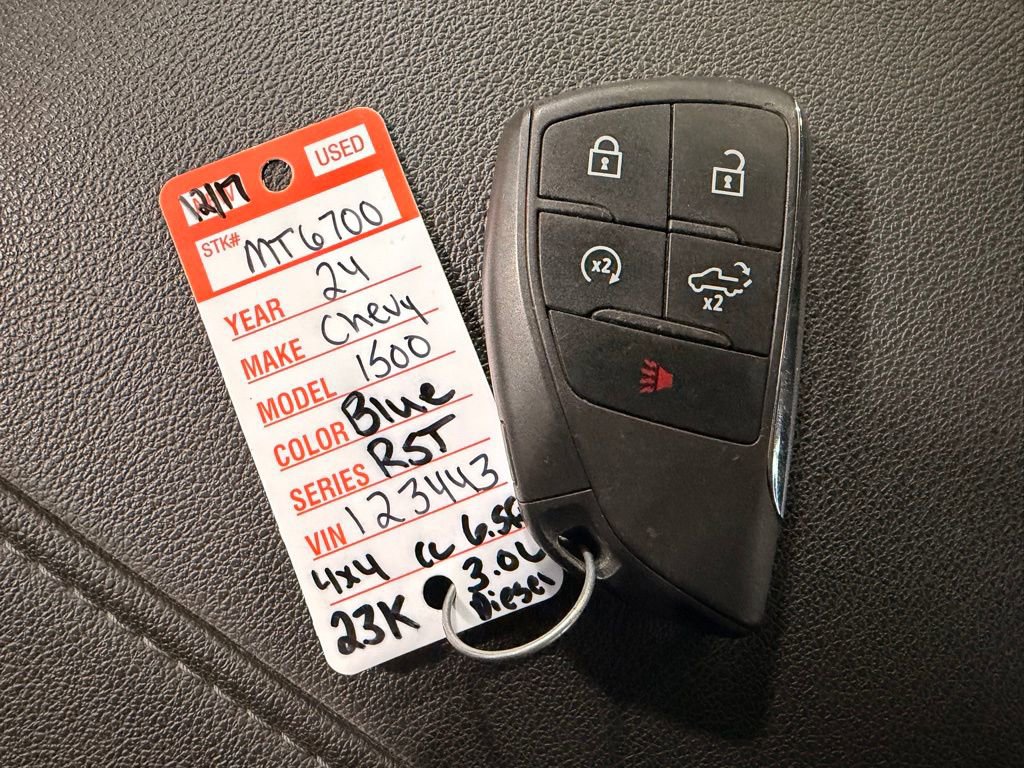 USED
12/17
STK# MT6700
YEAR 24
MAKE Chevy
MODEL 1500
COLOR Blue
SERIES RST
VIN 123443
4x4 CC 6.5
3.0L
23K Diesel
x2
x2